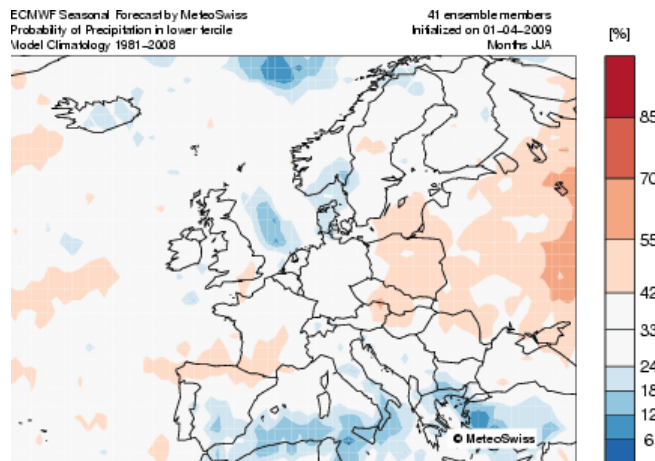 ECMWF Seasonal Forecast by MeteoSwiss
Probability of Precipitation in lower tercile
Model Climatology 1981–2008
41 ensemble members
Initialized on 01–04–2009
Months JJA
[%]
85
70
55
42
33
24
18
12
6
© MeteoSwiss